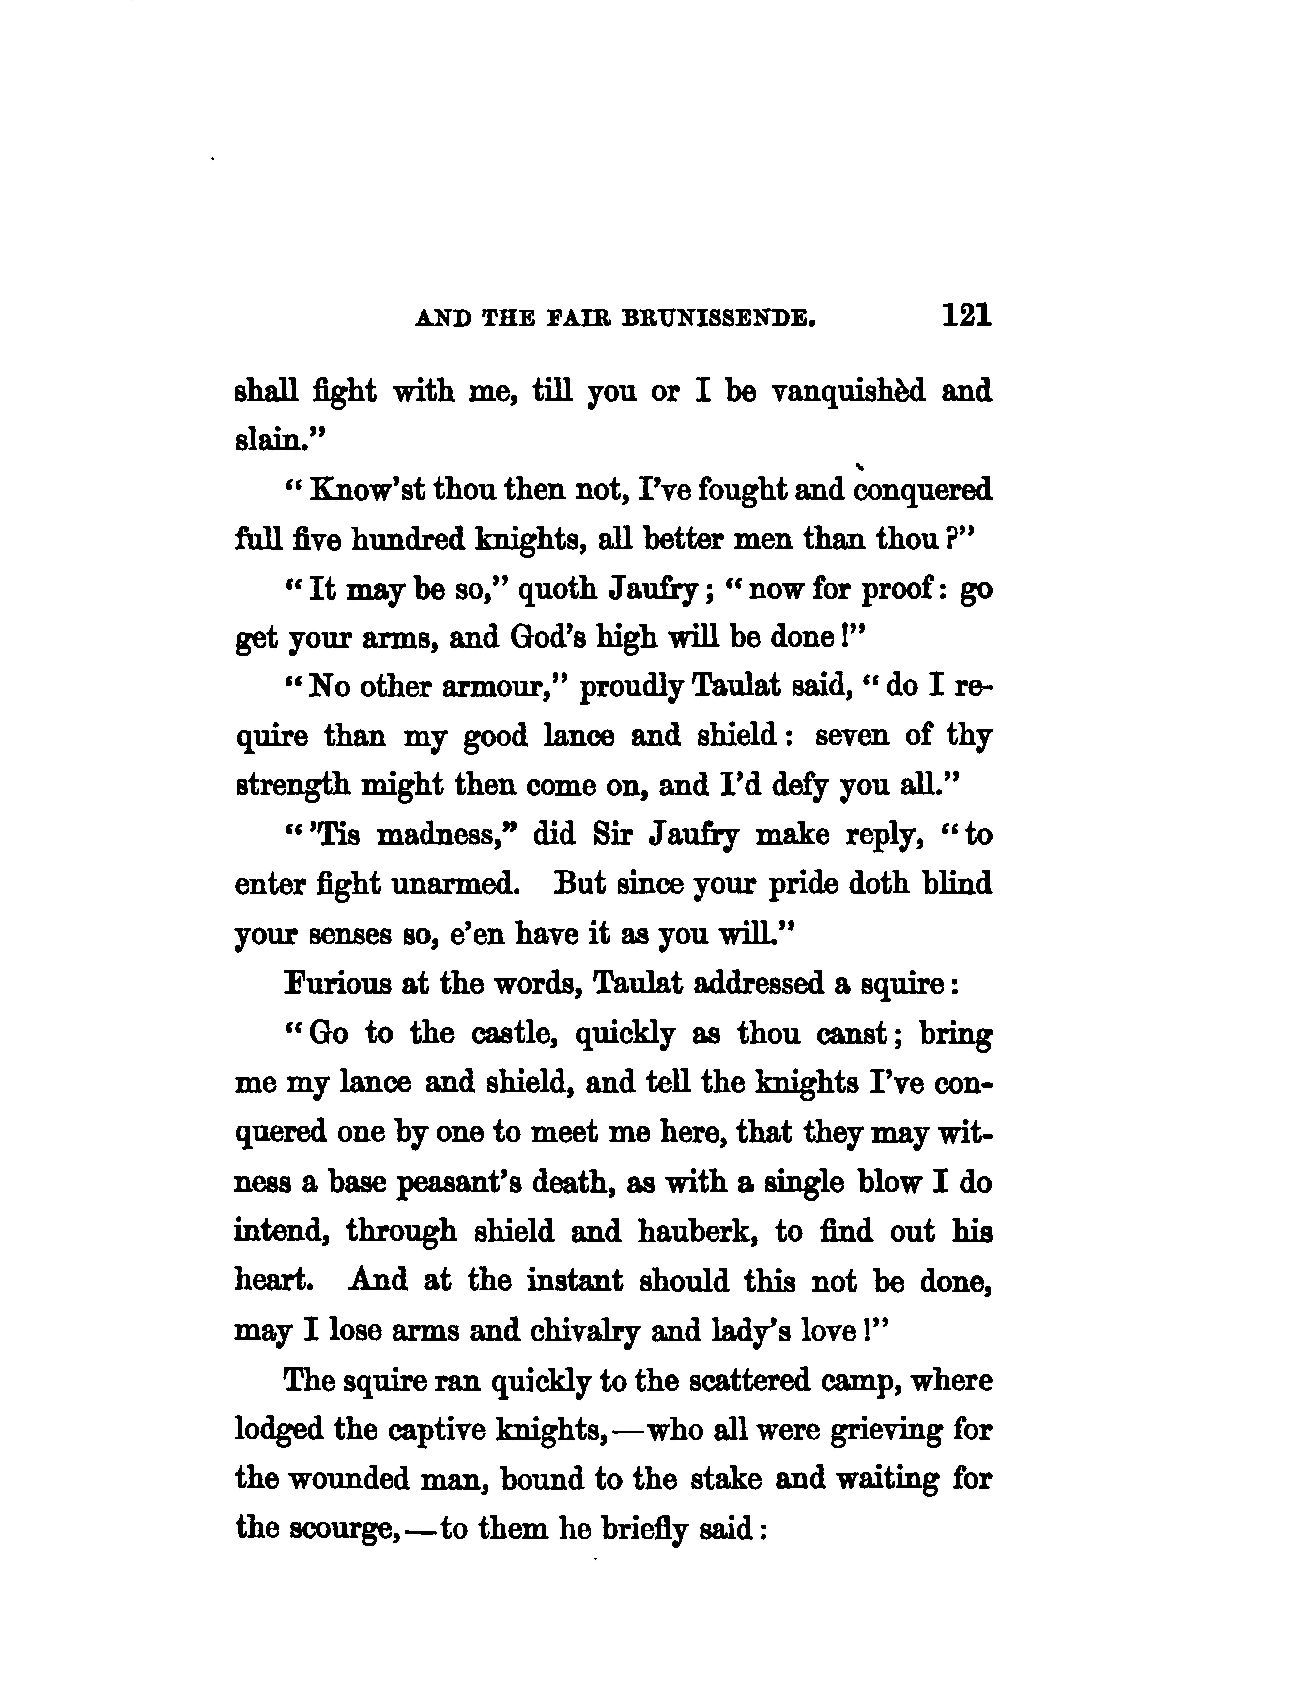 AND THE FAIR BRUNISSENDE. 121
shall fight with me, till you or I be vanquishèd and
slain."
"Know'st thou then not, I've fought and conquered
full five hundred knights, all better men than thou?"
"It may be so," quoth Jaufry; "now for proof: go
get your arms, and God's high will be done!"
"No other armour," proudly Taulat said, "do I re-
quire than my good lance and shield: seven of thy
strength might then come on, and I'd defy you all."
"'Tis madness," did Sir Jaufry make reply, "to
enter fight unarmed. But since your pride doth blind
your senses so, e'en have it as you will."
Furious at the words, Taulat addressed a squire:
"Go to the castle, quickly as thou canst; bring
me my lance and shield, and tell the knights I've con-
quered one by one to meet me here, that they may wit-
ness a base peasant's death, as with a single blow I do
intend, through shield and hauberk, to find out his
heart. And at the instant should this not be done,
may I lose arms and chivalry and lady's love!"
The squire ran quickly to the scattered camp, where
lodged the captive knights,—who all were grieving for
the wounded man, bound to the stake and waiting for
the scourge,—to them he briefly said: